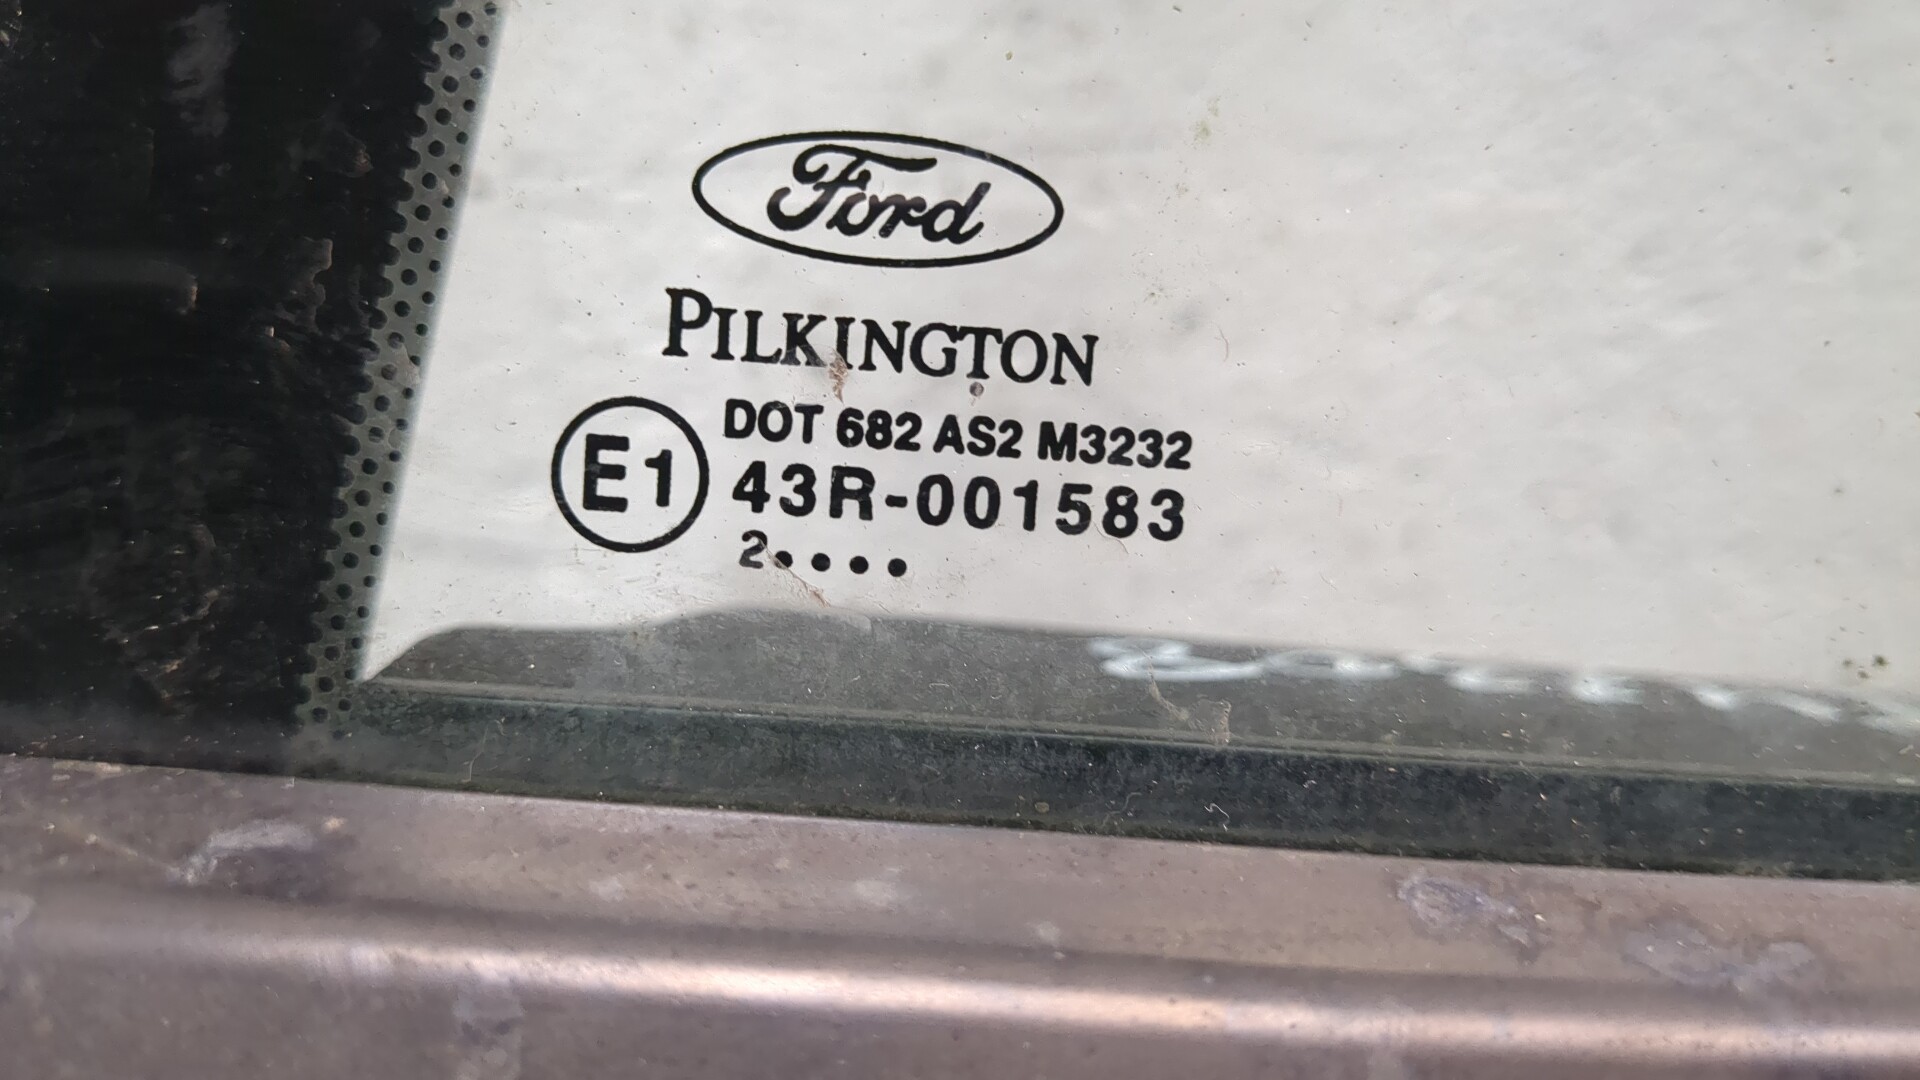 Ford
PILKINGTON
DOT 682 AS2 M3232
E1 43R-001583
2••••